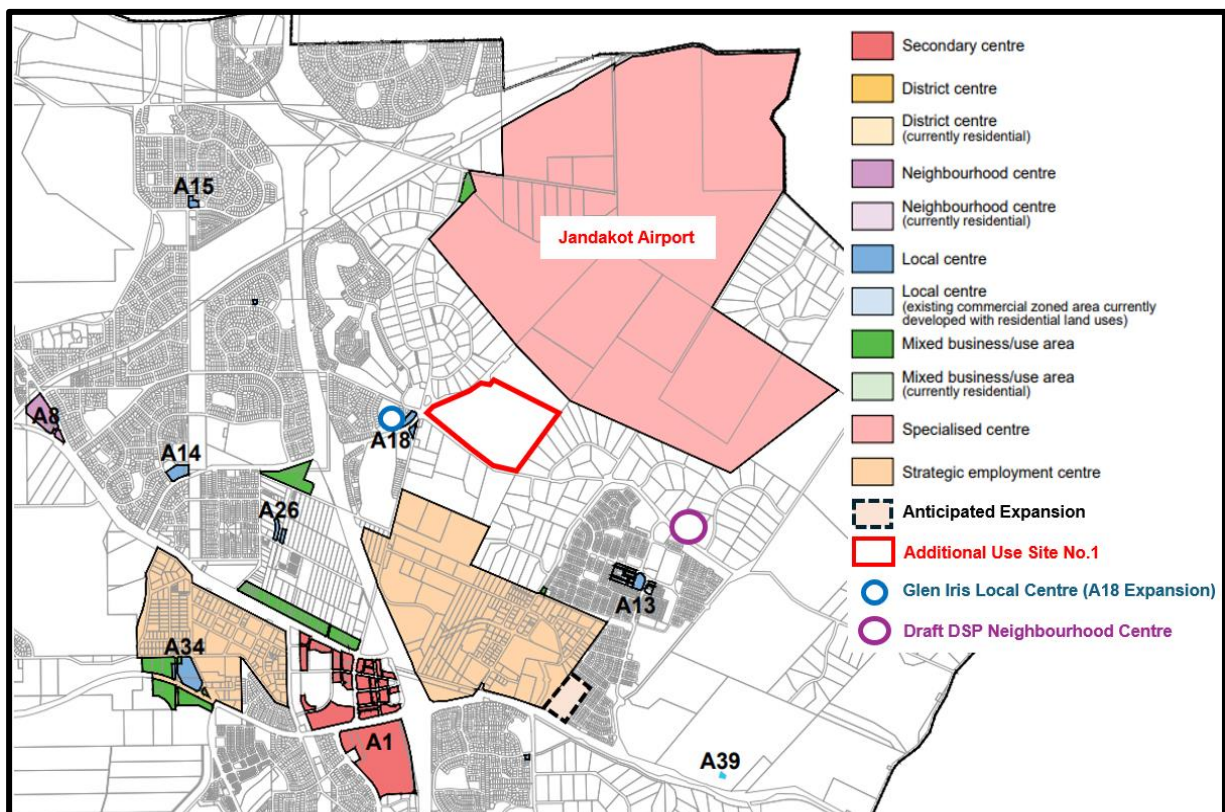 Secondary centre
District centre
District centre
(currently residential)
Neighbourhood centre
Neighbourhood centre
(currently residential)
Local centre
Local centre
(existing commercial zoned area currently
developed with residential land uses)
Mixed business/use area
Mixed business/use area
(currently residential)
Specialised centre
Strategic employment centre
Anticipated Expansion
Additional Use Site No.1
Glen Iris Local Centre (A18 Expansion)
Draft DSP Neighbourhood Centre
A15
Jandakot Airport
A8
A18
A14
A26
A13
A34
A1
A39